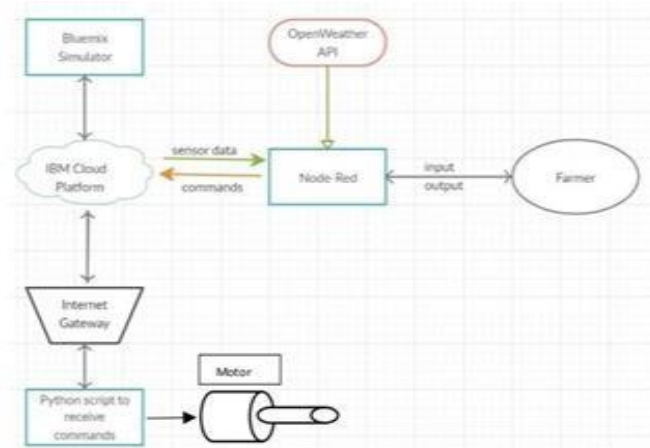 Bluemix
Simulator
OpenWeather
API
IBM Cloud
Platform
sensor data
commands
Node-Red
input
output
Farmer
Internet
Gateway
Python script to
receive
commands
Motor